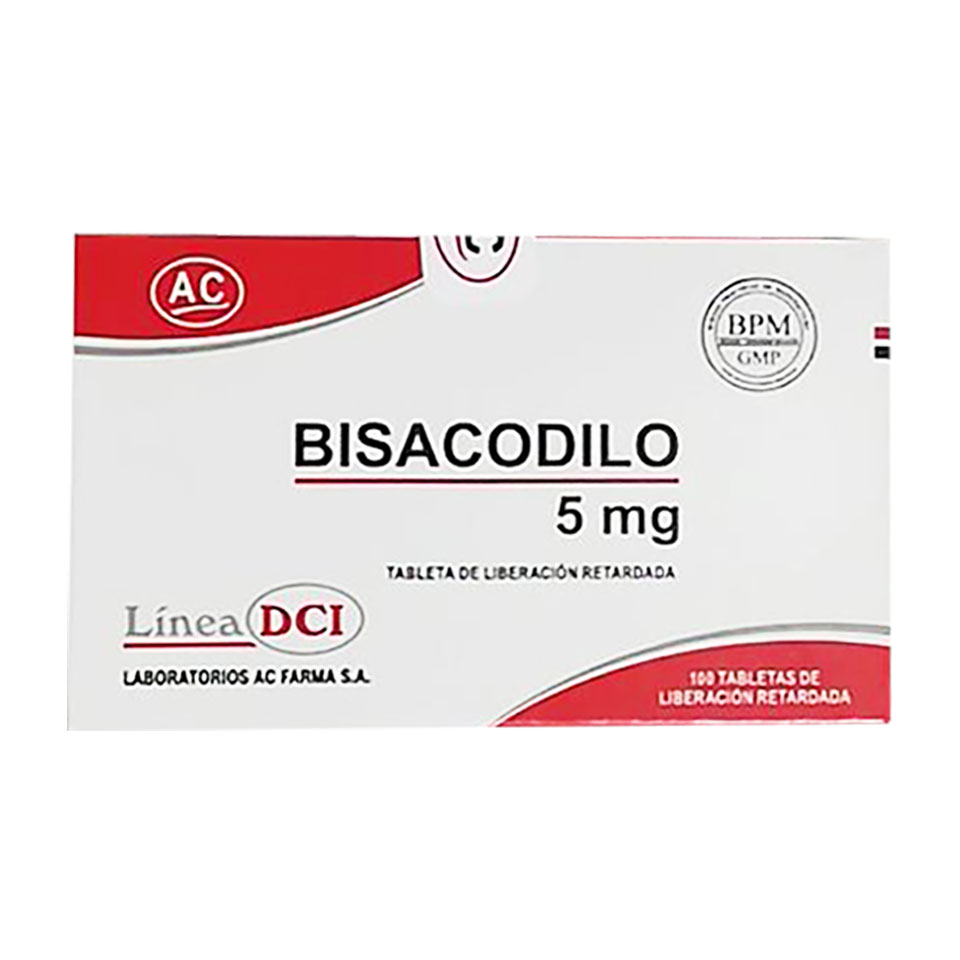 AC
BPM
GMP
BISACODILO
5 mg
TABLETA DE LIBERACIÓN RETARDADA
Línea DCI
LABORATORIOS AC FARMA S.A.
100 TABLETAS DE
LIBERACIÓN RETARDADA